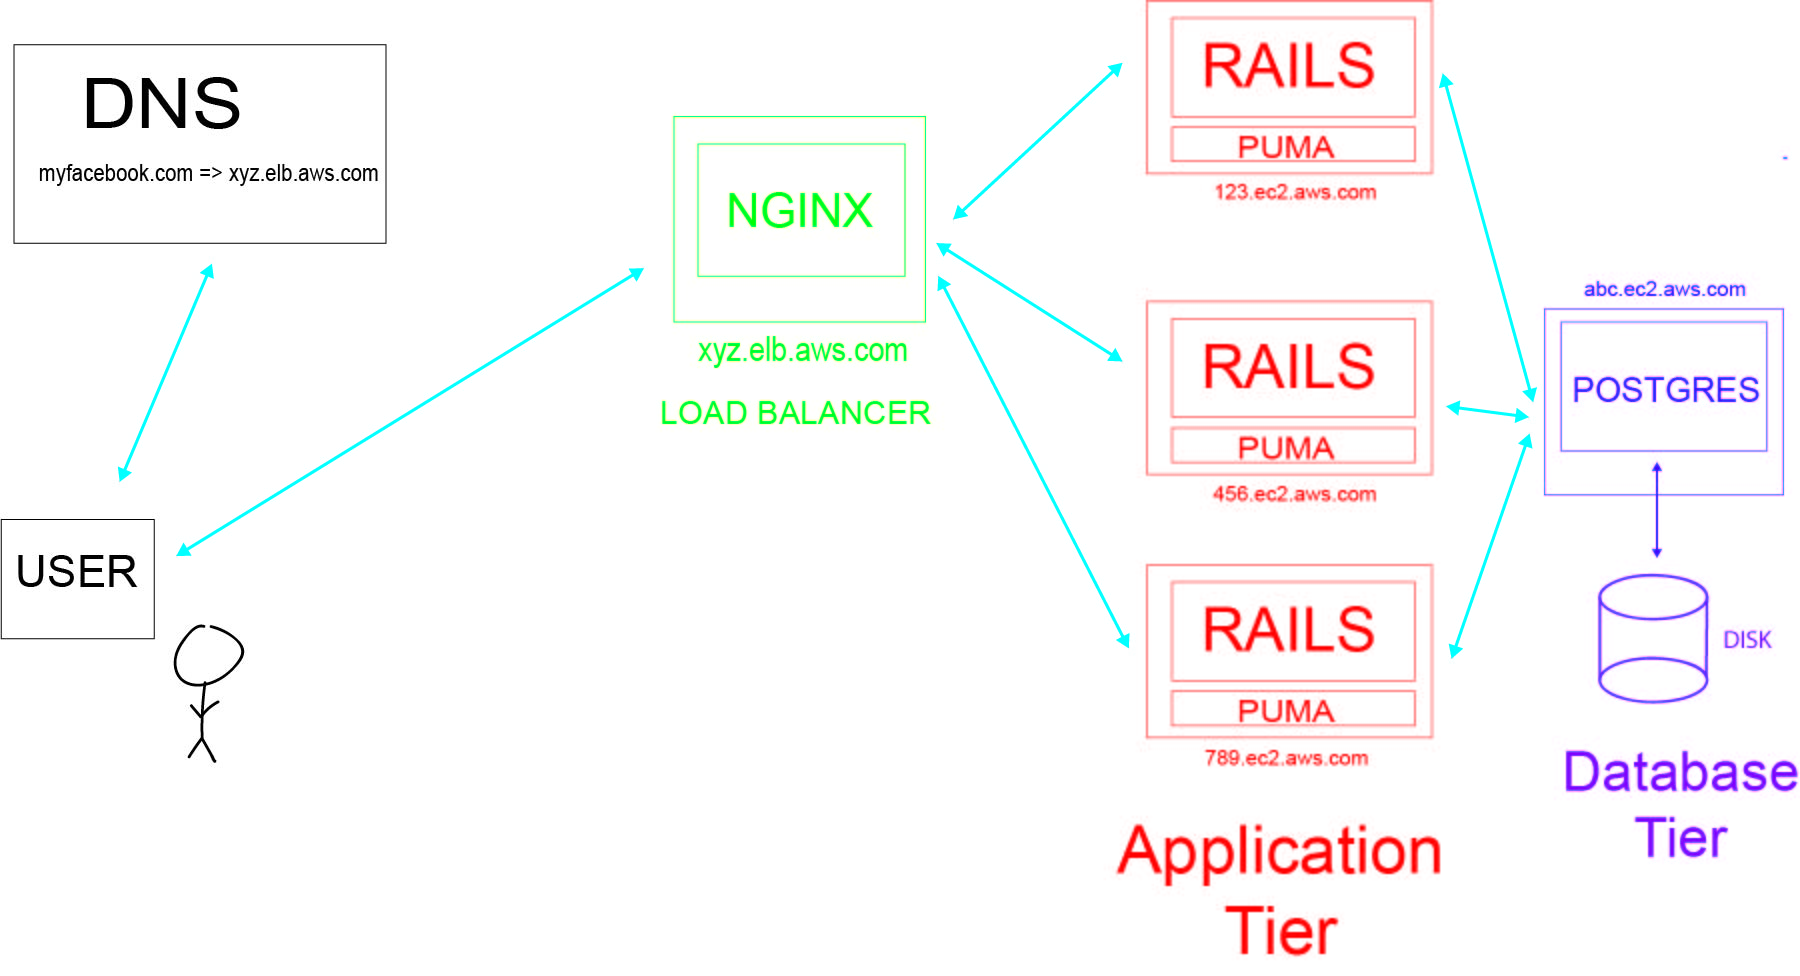 DNS
myfacebook.com => xyz.elb.aws.com
USER
NGINX
xyz.elb.aws.com
LOAD BALANCER
RAILS
PUMA
123.ec2.aws.com
RAILS
PUMA
456.ec2.aws.com
RAILS
PUMA
789.ec2.aws.com
Application
Tier
abc.ec2.aws.com
POSTGRES
DISK
Database
Tier